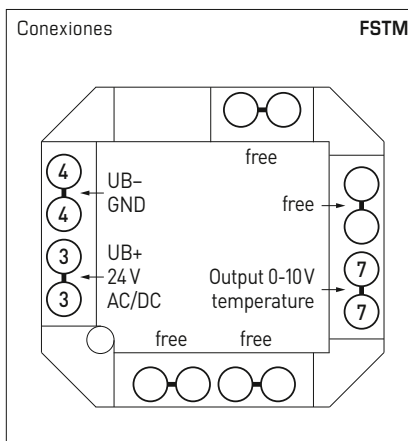 Conexiones FSTM
free
4
4
UB–
GND
free
3
3
UB+
24 V
AC/DC
Output 0-10 V
temperature
7
7
free free